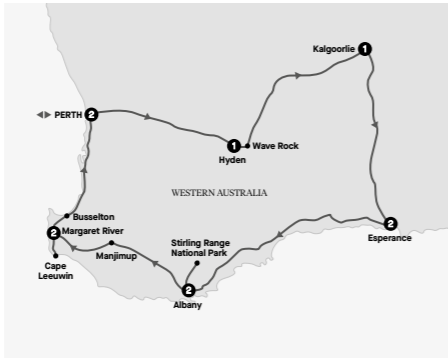 Kalgoorlie 1
2 PERTH
1
Hyden
Wave Rock
WESTERN AUSTRALIA
Busselton
2 Margaret River
Manjimup
Cape
Leeuwin
Stirling Range
National Park
2
Albany
2
Esperance